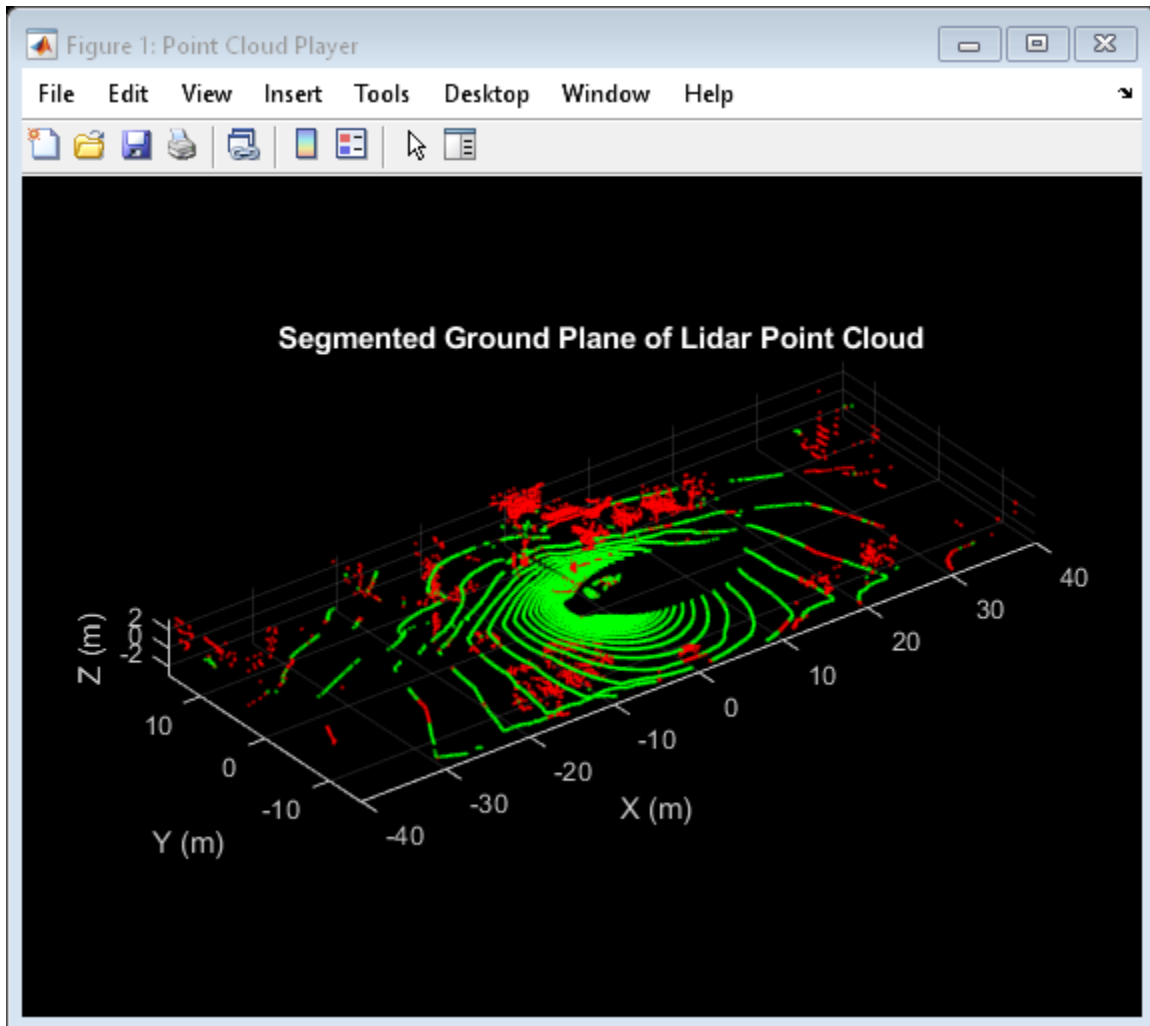 Figure 1: Point Cloud Player
File Edit View Insert Tools Desktop Window Help
Segmented Ground Plane of Lidar Point Cloud
2
0
-2
Z (m)
10
0
-10
Y (m)
40
30
20
10
0
-10
-20
-30
-40
X (m)